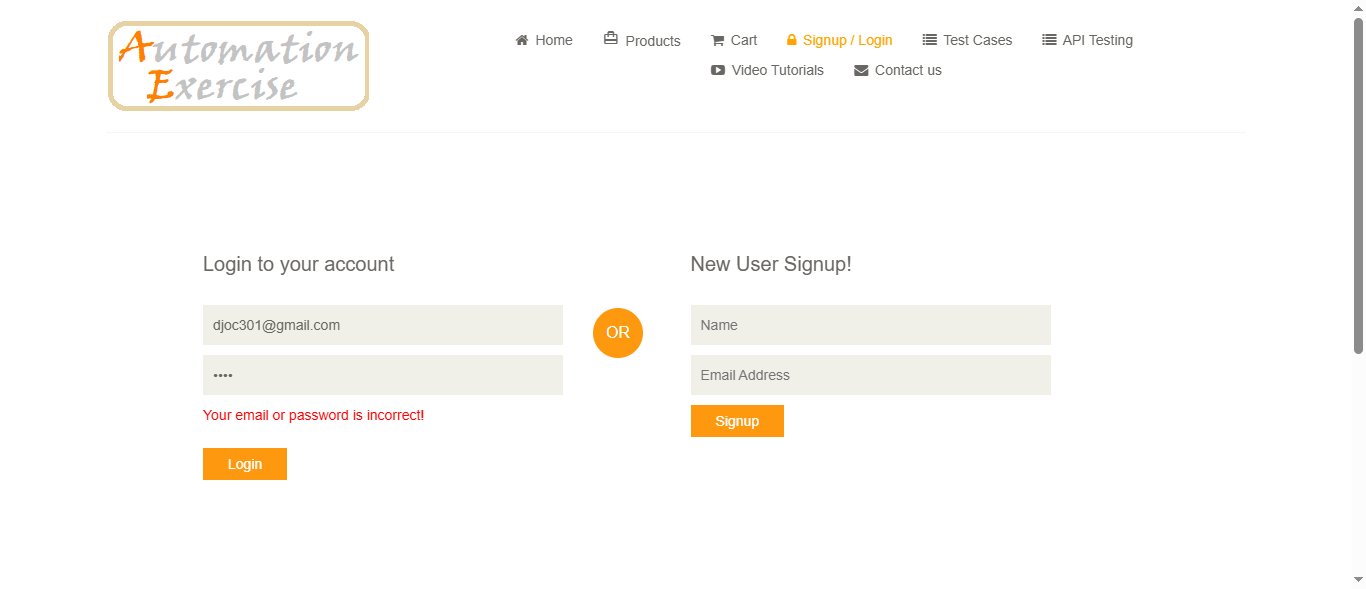 Automation
Exercise
Home Products Cart Signup / Login Test Cases API Testing
Video Tutorials Contact us
Login to your account
djoc301@gmail.com
••••
Your email or password is incorrect!
Login
OR
New User Signup!
Name
Email Address
Signup